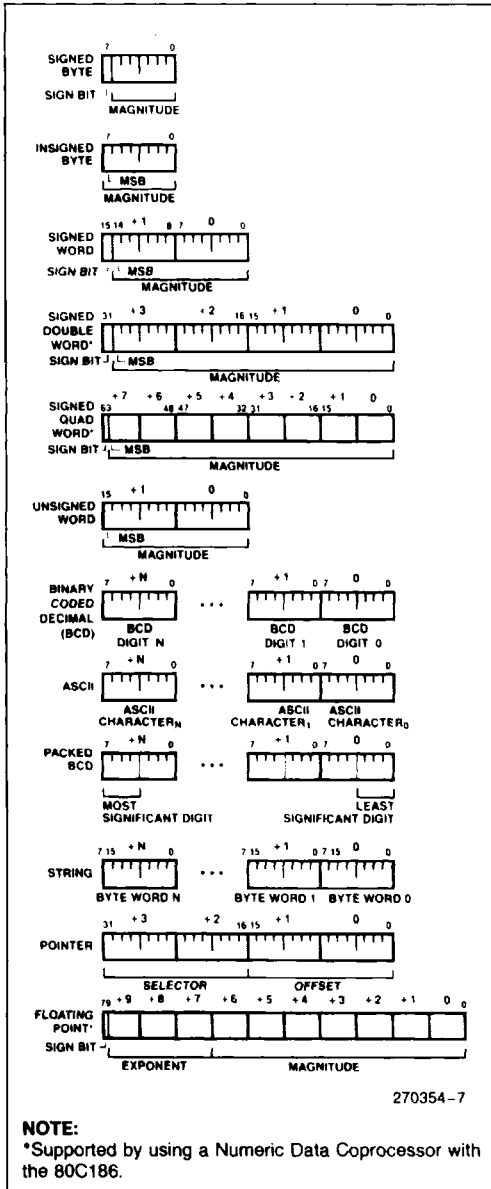 7 0
SIGNED
BYTE
SIGN BIT
MAGNITUDE
7 0
INSIGNED
BYTE
MSB
MAGNITUDE
15 14 +1 8 7 0 0
SIGNED
WORD
SIGN BIT MSB
MAGNITUDE
31 +3 +2 16 15 +1 0 0
SIGNED
DOUBLE
WORD*
SIGN BIT MSB
MAGNITUDE
+7 +6 +5 +4 +3 +2 +1 0
63 48 47 32 31 16 15 0
SIGNED
QUAD
WORD*
SIGN BIT MSB
MAGNITUDE
15 +1 0 0
UNSIGNED
WORD
MSB
MAGNITUDE
7 +N 0 7 +1 0 7 0 0
BINARY
CODED
DECIMAL
(BCD)
...
BCD BCD BCD
DIGIT N DIGIT 1 DIGIT 0
7 +N 0 7 +1 0 7 0 0
ASCII ...
ASCII ASCII ASCII
CHARACTERN CHARACTER1 CHARACTER0
7 +N 0 7 +1 0 7 0 0
PACKED
BCD
...
MOST LEAST
SIGNIFICANT DIGIT SIGNIFICANT DIGIT
7 15 +N 0 7 15 +1 0 7 15 0 0
STRING ...
BYTE WORD N BYTE WORD 1 BYTE WORD 0
31 +3 +2 16 15 +1 0 0
POINTER
SELECTOR OFFSET
79 +9 +8 +7 +6 +5 +4 +3 +2 +1 0 0
FLOATING
POINT*
SIGN BIT
EXPONENT MAGNITUDE
270354-7
NOTE:
*Supported by using a Numeric Data Coprocessor with
the 80C186.